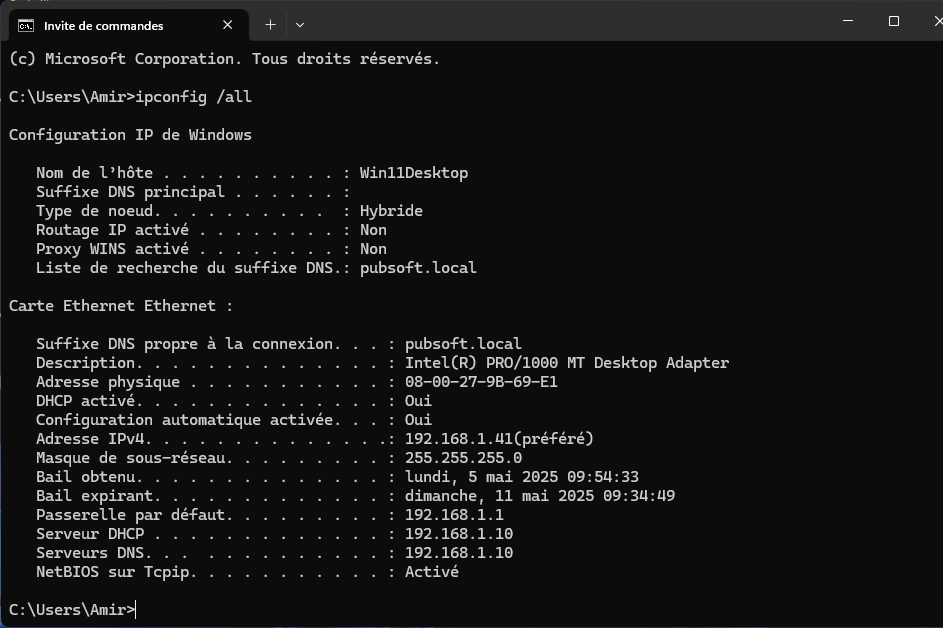 Invite de commandes
(c) Microsoft Corporation. Tous droits réservés.
C:\Users\Amir>ipconfig /all
Configuration IP de Windows
Nom de l’hôte . . . . . . . . . . : Win11Desktop
Suffixe DNS principal . . . . . . :
Type de noeud. . . . . . . . . .  : Hybride
Routage IP activé . . . . . . . . : Non
Proxy WINS activé . . . . . . . . : Non
Liste de recherche du suffixe DNS.: pubsoft.local
Carte Ethernet Ethernet :
Suffixe DNS propre à la connexion. . . : pubsoft.local
Description. . . . . . . . . . . . . . : Intel(R) PRO/1000 MT Desktop Adapter
Adresse physique . . . . . . . . . . . : 08-00-27-9B-69-E1
DHCP activé. . . . . . . . . . . . . . : Oui
Configuration automatique activée. . . : Oui
Adresse IPv4. . . . . . . . . . . . . .: 192.168.1.41(préféré)
Masque de sous-réseau. . . . . . . . . : 255.255.255.0
Bail obtenu. . . . . . . . . . . . . . : lundi, 5 mai 2025 09:54:33
Bail expirant. . . . . . . . . . . . . : dimanche, 11 mai 2025 09:34:49
Passerelle par défaut. . . . . . . . . : 192.168.1.1
Serveur DHCP . . . . . . . . . . . . . : 192.168.1.10
Serveurs DNS. . .  . . . . . . . . . . : 192.168.1.10
NetBIOS sur Tcpip. . . . . . . . . . . : Activé
C:\Users\Amir>